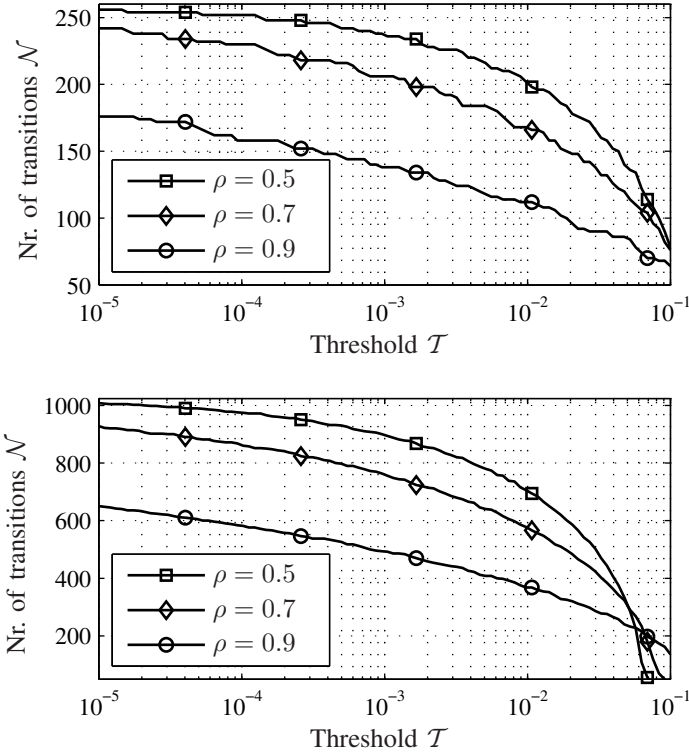 Nr. of transitions 𝒩
250
200
150
100
50
ρ = 0.5
ρ = 0.7
ρ = 0.9
10⁻⁵ 10⁻⁴ 10⁻³ 10⁻² 10⁻¹
Threshold 𝒯
Nr. of transitions 𝒩
1000
800
600
400
200
ρ = 0.5
ρ = 0.7
ρ = 0.9
10⁻⁵ 10⁻⁴ 10⁻³ 10⁻² 10⁻¹
Threshold 𝒯